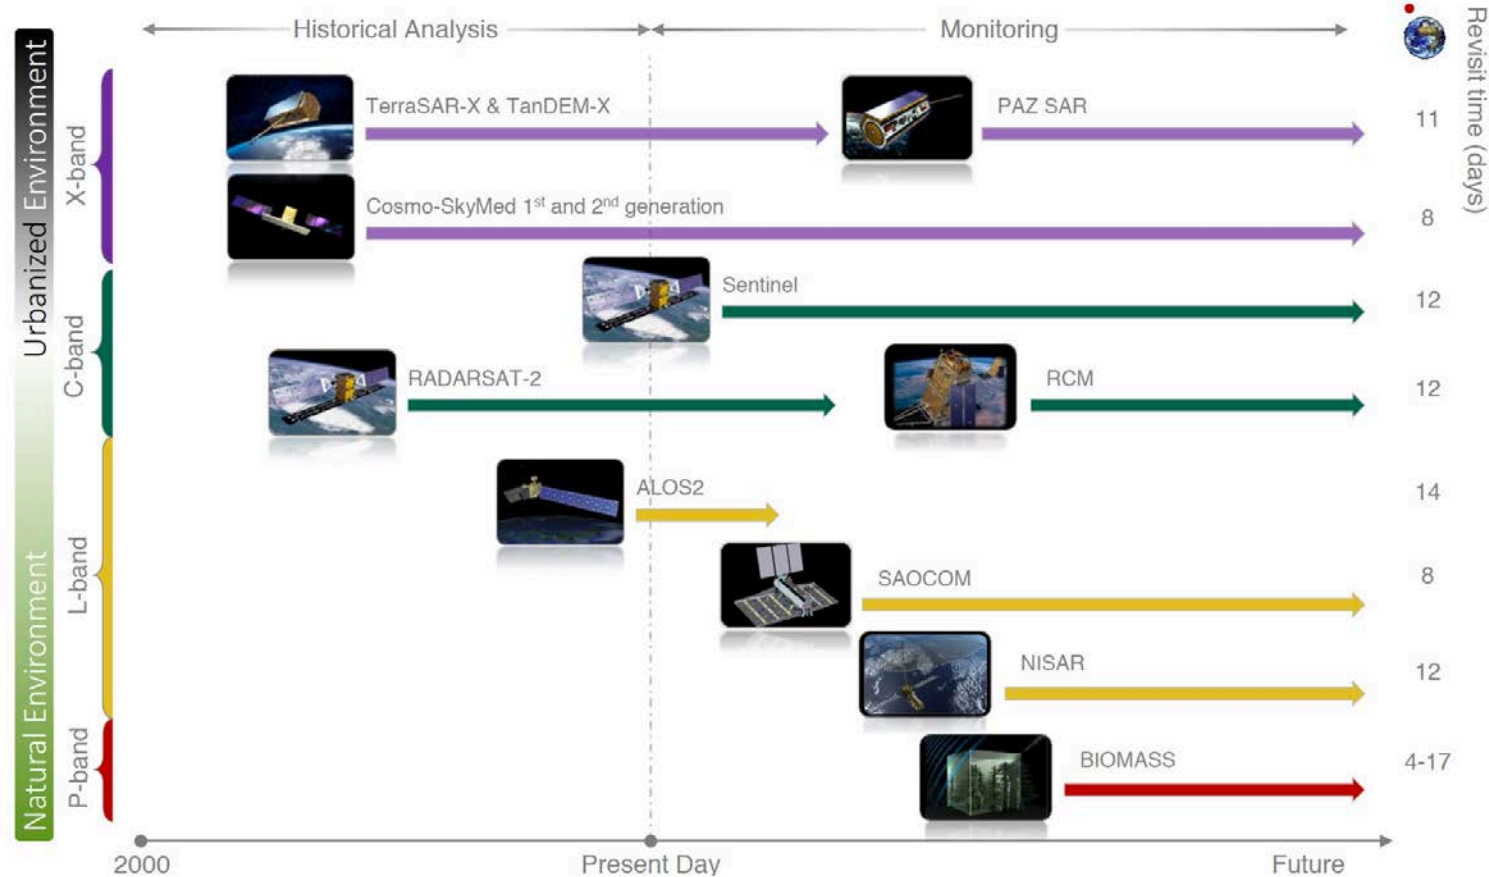 Historical Analysis
Monitoring
Revisit time (days)
Urbanized Environment
Natural Environment
X-band
TerraSAR-X & TanDEM-X
PAZ SAR
11
Cosmo-SkyMed 1st and 2nd generation
8
C-band
Sentinel
12
RADARSAT-2
RCM
12
L-band
ALOS2
14
SAOCOM
8
NISAR
12
P-band
BIOMASS
4-17
2000
Present Day
Future